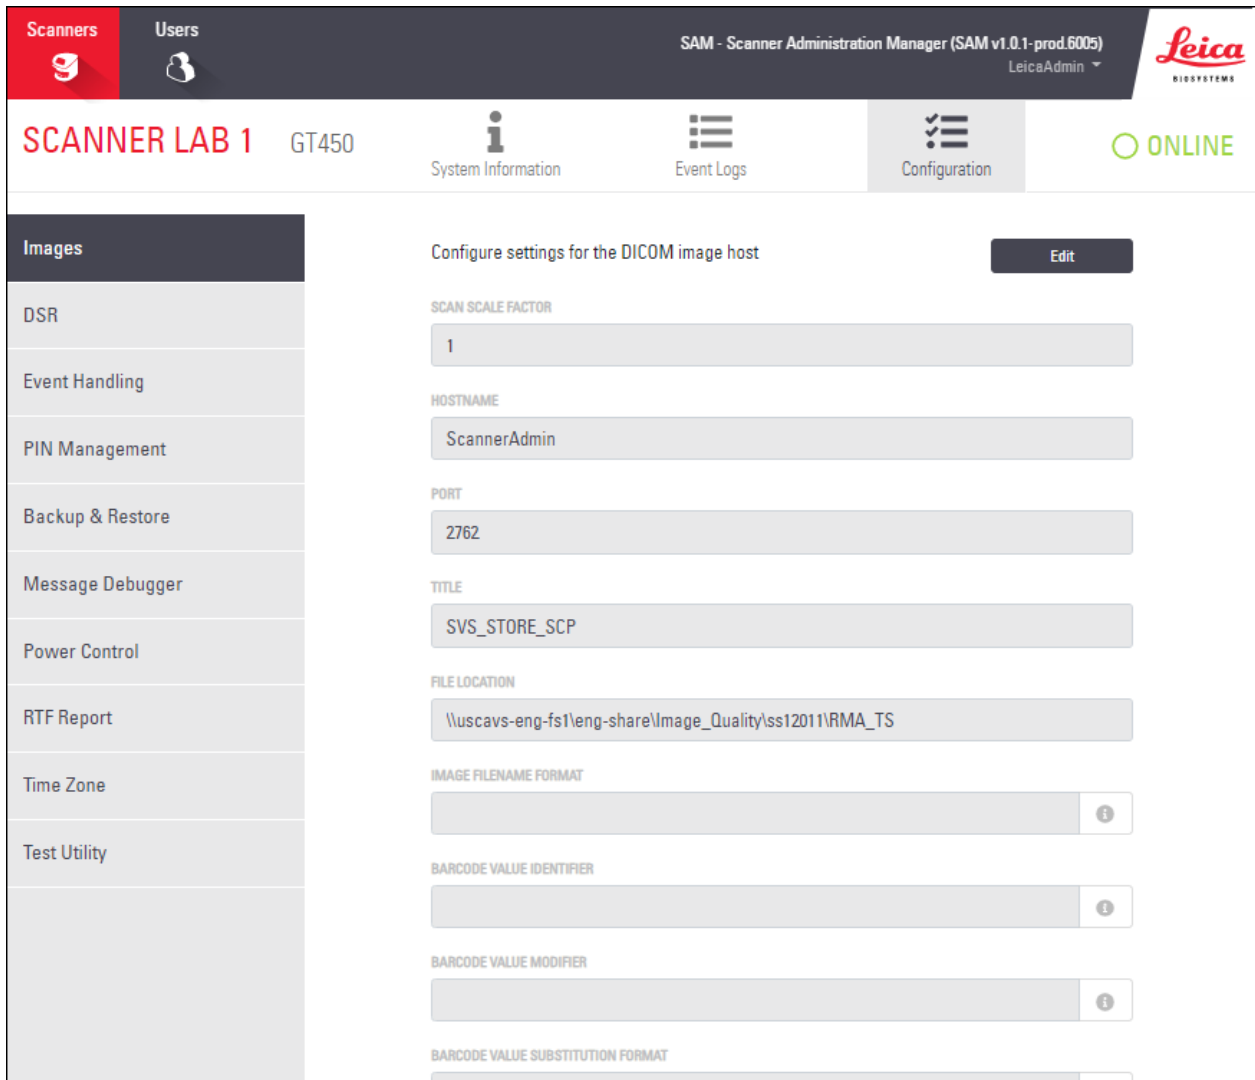 Scanners
Users
SAM - Scanner Administration Manager (SAM v1.0.1-prod.6005)
LeicaAdmin
Leica
BIOSYSTEMS
SCANNER LAB 1 GT450
System Information
Event Logs
Configuration
ONLINE
Images
DSR
Event Handling
PIN Management
Backup & Restore
Message Debugger
Power Control
RTF Report
Time Zone
Test Utility
Configure settings for the DICOM image host
Edit
SCAN SCALE FACTOR
1
HOSTNAME
ScannerAdmin
PORT
2762
TITLE
SVS_STORE_SCP
FILE LOCATION
\\uscavs-eng-fs1\eng-share\Image_Quality\ss12011\RMA_TS
IMAGE FILENAME FORMAT
BARCODE VALUE IDENTIFIER
BARCODE VALUE MODIFIER
BARCODE VALUE SUBSTITUTION FORMAT